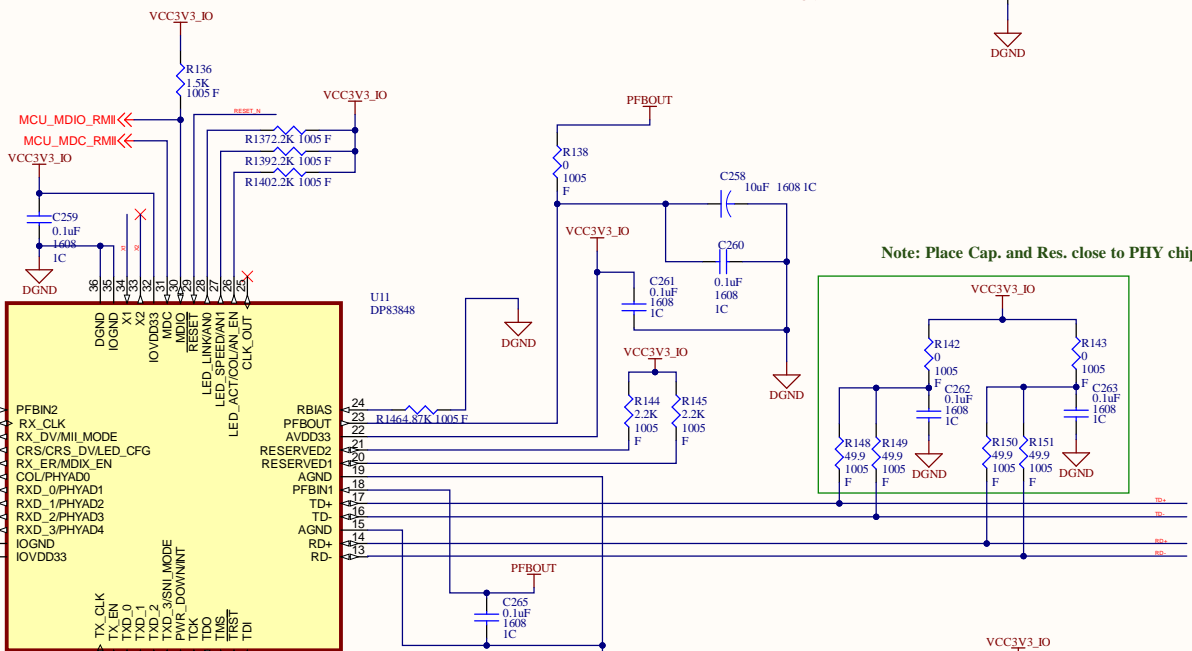 VCC3V3_IO
DGND
R136
1.5K
1005 F
MCU_MDIO_RMII
MCU_MDC_RMII
VCC3V3_IO
RESET_N
VCC3V3_IO
R1372.2K 1005 F
R1392.2K 1005 F
R1402.2K 1005 F
C259
0.1uF
1608
1C
DGND
X1
X2
PFBOUT
R138
0
1005
F
C258
10uF 1608 1C
C260
0.1uF
1608
1C
VCC3V3_IO
C261
0.1uF
1608
1C
DGND
DGND
Note: Place Cap. and Res. close to PHY chip
VCC3V3_IO
R142
0
1005
F
R143
0
1005
F
C262
0.1uF
1608
1C
C263
0.1uF
1608
1C
DGND
DGND
R148
49.9
1005
F
R149
49.9
1005
F
R150
49.9
1005
F
R151
49.9
1005
F
U11
DP83848
36
35
34
33
32
31
30
29
28
27
26
25
DGND
IOGND
X1
X2
IOVDD33
MDC
MDIO
RESET
LED_LINK/AN0
LED_SPEED/AN1
LED_ACT/COL/AN_EN
CLK_OUT
VCC3V3_IO
R144
2.2K
1005
F
R145
2.2K
1005
F
R1464.87K 1005 F
RBIAS 24
PFBOUT 23
AVDD33 22
RESERVED2 21
RESERVED1 20
AGND 19
PFBIN1 18
TD+ 17
TD- 16
AGND 15
RD+ 14
RD- 13
PFBIN2
RX_CLK
RX_DV/MII_MODE
CRS/CRS_DV/LED_CFG
RX_ER/MDIX_EN
COL/PHYAD0
RXD_0/PHYAD1
RXD_1/PHYAD2
RXD_2/PHYAD3
RXD_3/PHYAD4
IOGND
IOVDD33
TD+
TD-
RD+
RD-
TX_CLK
TX_EN
TXD_0
TXD_1
TXD_2
TXD_3/SNI_MODE
PWR_DOWN/INT
TCK
TDO
TMS
TRST
TDI
PFBOUT
C265
0.1uF
1608
1C
VCC3V3_IO